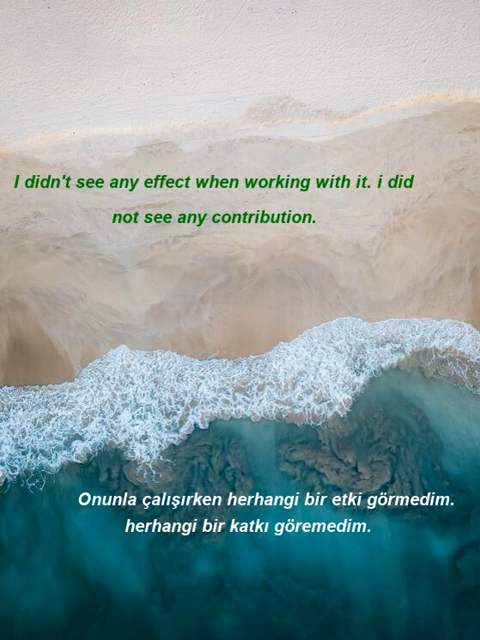 I didn't see any effect when working with it. i did
not see any contribution.
Onunla çalışırken herhangi bir etki görmedim.
herhangi bir katkı göremedim.